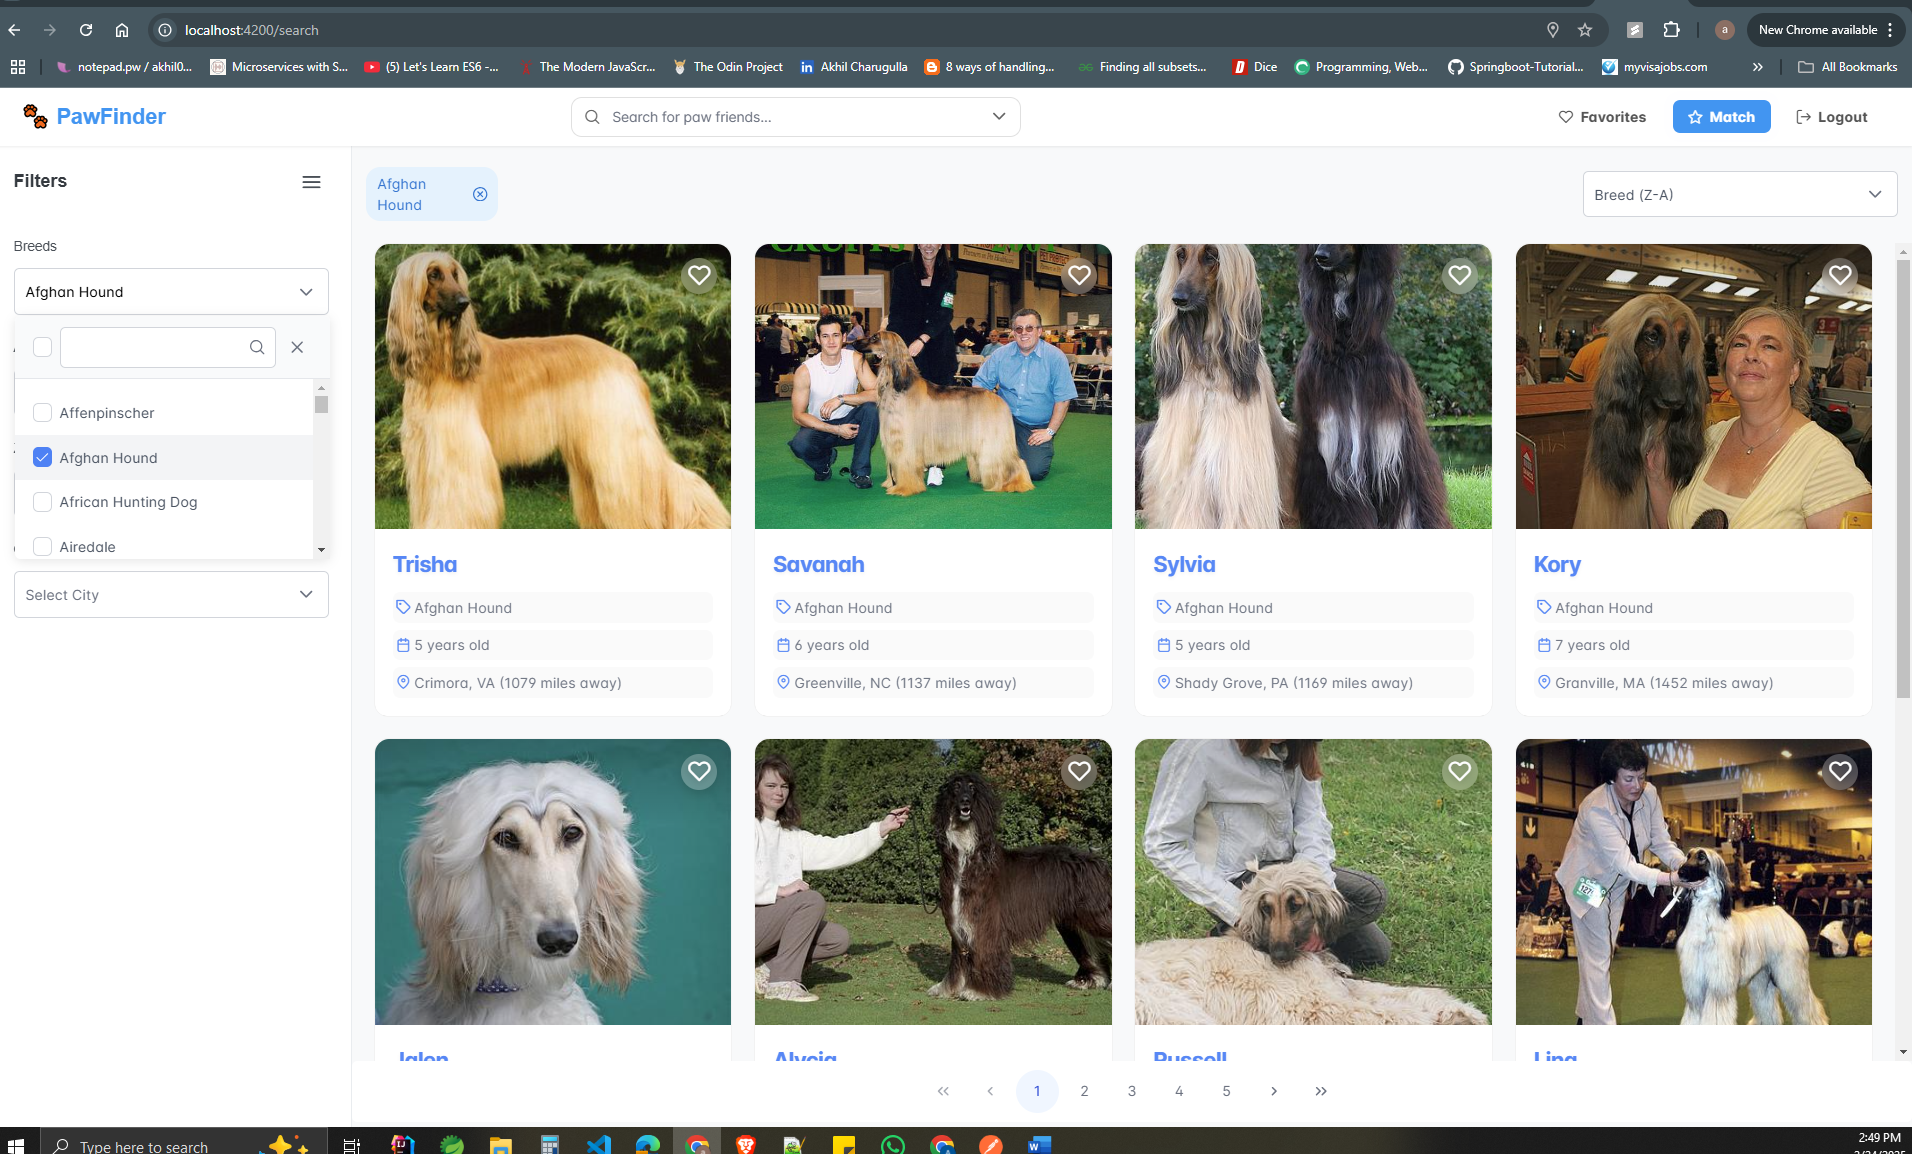 localhost:4200/search
a
New Chrome available
notepad.pw / akhil0...
Microservices with S...
(5) Let's Learn ES6 -...
The Modern JavaScr...
The Odin Project
Akhil Charugulla
8 ways of handling...
Finding all subsets...
Dice
Programming, Web...
Springboot-Tutorial...
myvisajobs.com
All Bookmarks
PawFinder
Search for paw friends...
Favorites
Match
Logout
Filters
Breeds
Afghan Hound
Affenpinscher
Afghan Hound
African Hunting Dog
Airedale
Select City
Afghan
Hound
Breed (Z-A)
Trisha
Afghan Hound
5 years old
Crimora, VA (1079 miles away)
Savanah
Afghan Hound
6 years old
Greenville, NC (1137 miles away)
Sylvia
Afghan Hound
5 years old
Shady Grove, PA (1169 miles away)
Kory
Afghan Hound
7 years old
Granville, MA (1452 miles away)
Jalen
Alycia
Russell
1
2
3
4
5
Type here to search
2:49 PM